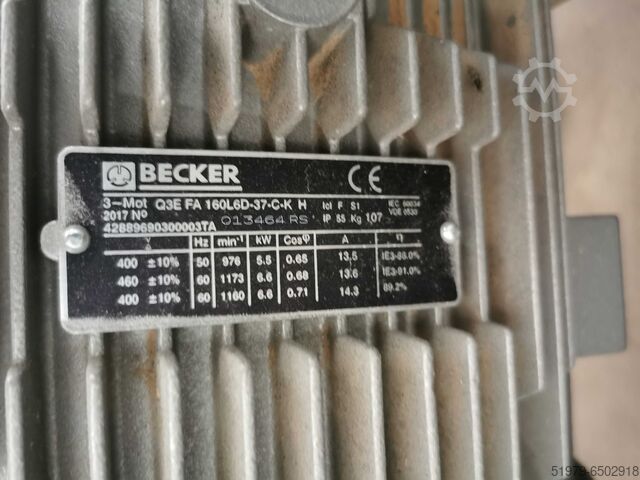 BECKER CE
3~Mot Q3E FA 160L6D-37-C-K H Icl F S1 IEC 60034
2017 Nº 013464 RS IP 55 Kg 107 VDE 0530
42889690300003TA
V Hz min⁻¹ kW Cosφ A η
400 ±10% 50 976 5.5 0.65 13.5 IE3-88.0%
460 ±10% 60 1173 6.6 0.68 13.6 IE3-91.0%
400 ±10% 60 1160 6.6 0.71 14.3 89.2%
51973-6502918